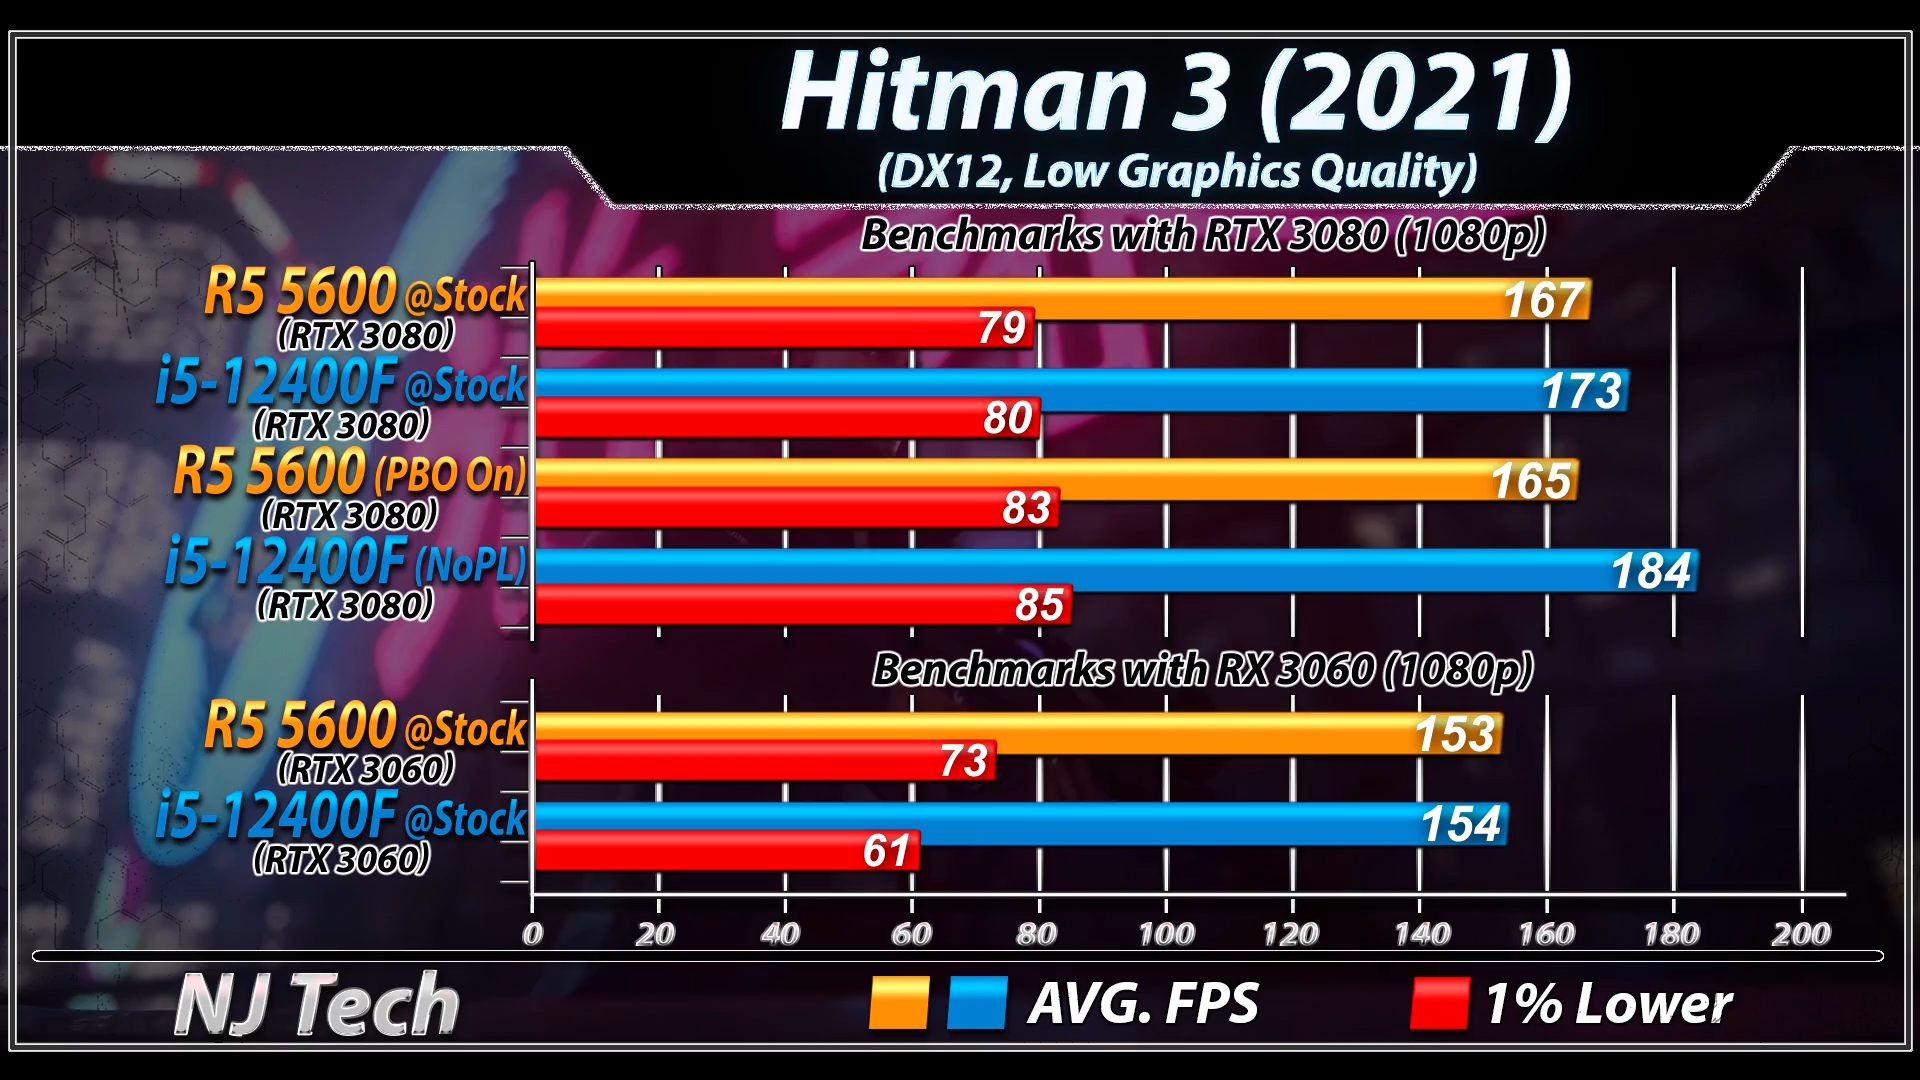 Hitman 3 (2021)
(DX12, Low Graphics Quality)
Benchmarks with RTX 3080 (1080p)
R5 5600 @Stock
(RTX 3080)
167
79
i5-12400F @Stock
(RTX 3080)
173
80
R5 5600 (PBO On)
(RTX 3080)
165
83
i5-12400F (NoPL)
(RTX 3080)
184
85
Benchmarks with RX 3060 (1080p)
R5 5600 @Stock
(RTX 3060)
153
73
i5-12400F @Stock
(RTX 3060)
154
61
0 20 40 60 80 100 120 140 160 180 200
NJ Tech
AVG. FPS
1% Lower